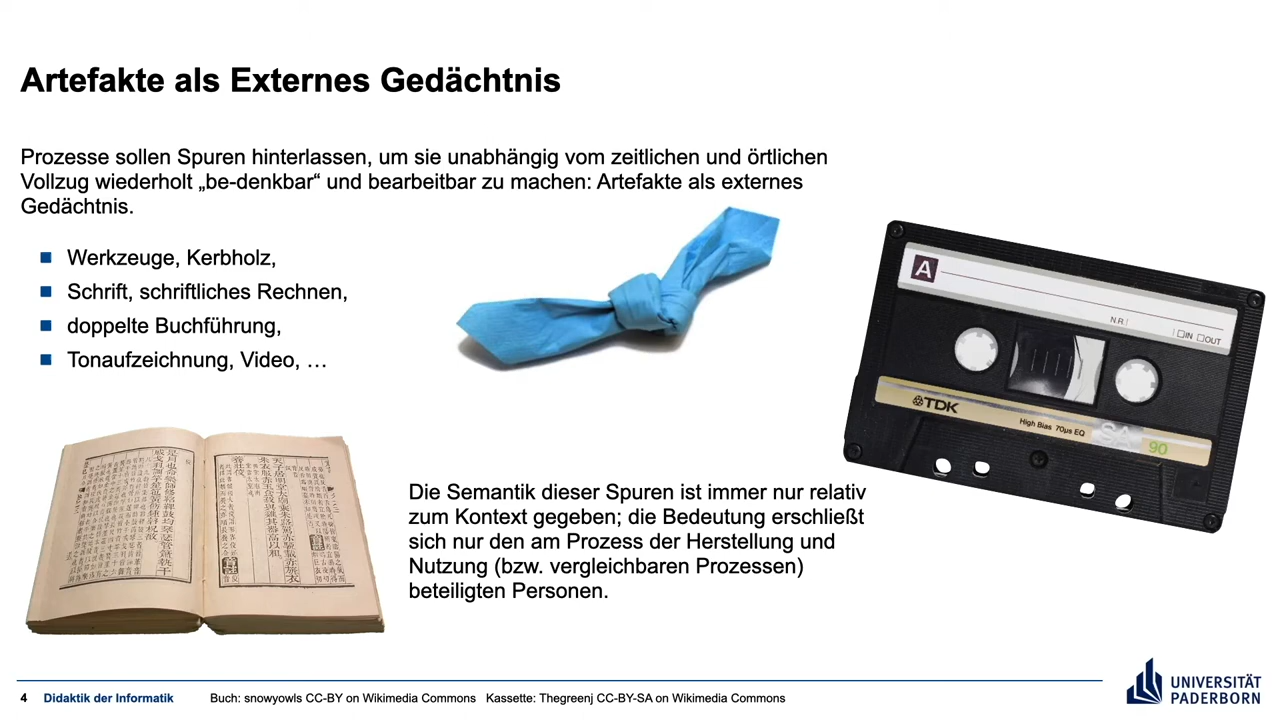 Artefakte als Externes Gedächtnis
Prozesse sollen Spuren hinterlassen, um sie unabhängig vom zeitlichen und örtlichen
Vollzug wiederholt „be-denkbar“ und bearbeitbar zu machen: Artefakte als externes
Gedächtnis.
Werkzeuge, Kerbholz,
Schrift, schriftliches Rechnen,
doppelte Buchführung,
Tonaufzeichnung, Video, …
A
N.R.
IN OUT
TDK
High Bias 70µs EQ
SA 90
A
Die Semantik dieser Spuren ist immer nur relativ
zum Kontext gegeben; die Bedeutung erschließt
sich nur den am Prozess der Herstellung und
Nutzung (bzw. vergleichbaren Prozessen)
beteiligten Personen.
4 Didaktik der Informatik Buch: snowyowls CC-BY on Wikimedia Commons Kassette: Thegreenj CC-BY-SA on Wikimedia Commons
UNIVERSITÄT
PADERBORN